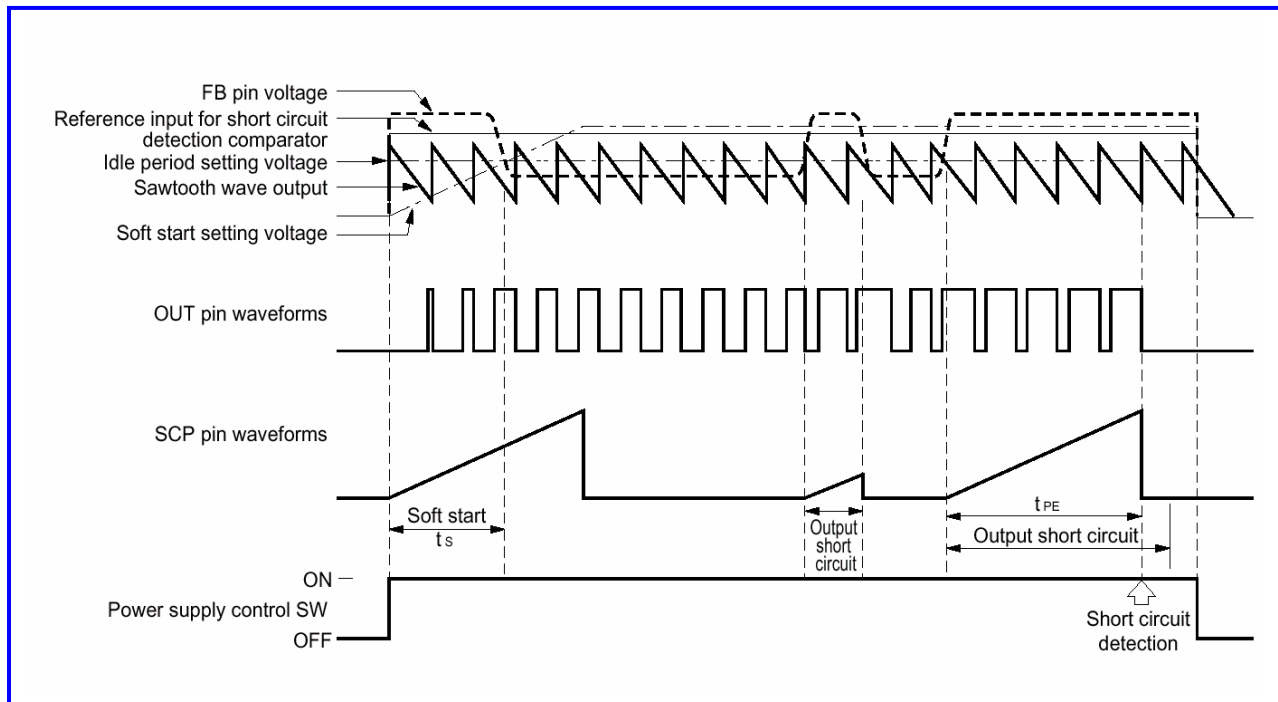 FB pin voltage
Reference input for short circuit
detection comparator
Idle period setting voltage
Sawtooth wave output
Soft start setting voltage
OUT pin waveforms
SCP pin waveforms
Soft start
tS
Output
short
circuit
tPE
Output short circuit
ON
Power supply control SW
OFF
Short circuit
detection